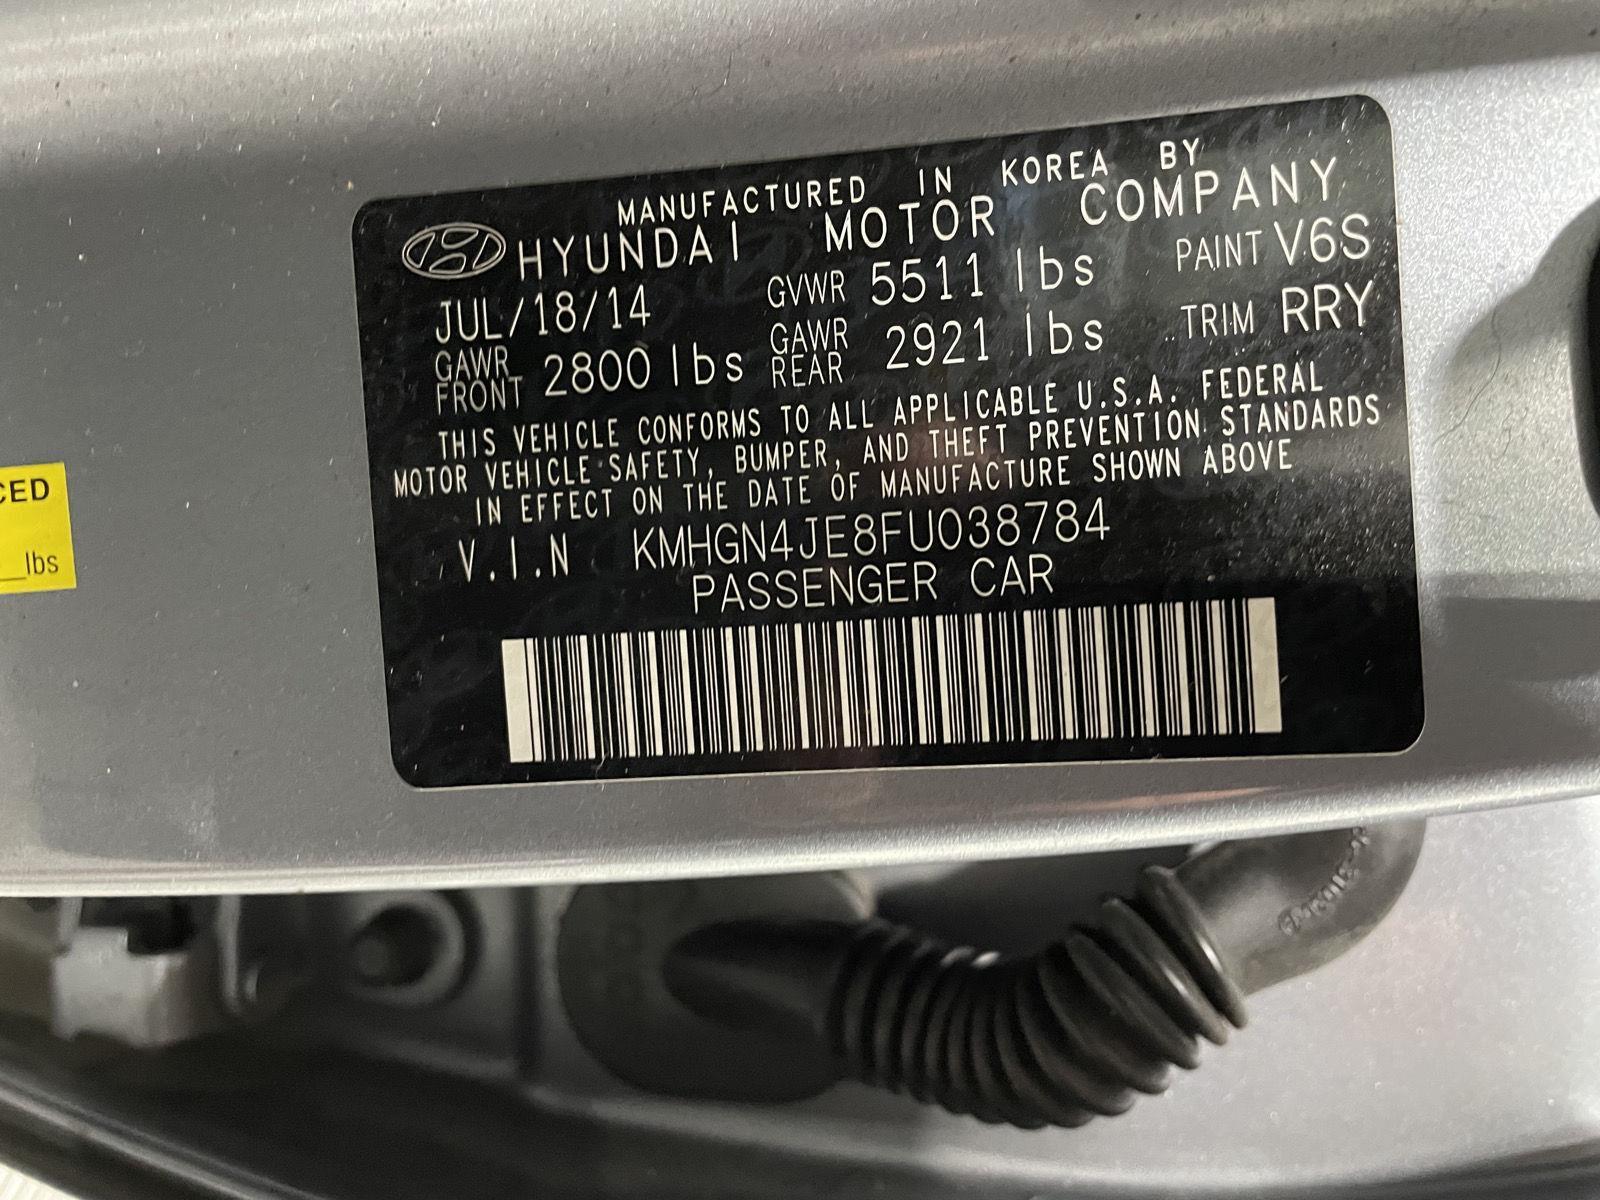 MANUFACTURED IN KOREA BY
HYUNDAI MOTOR COMPANY
JUL/18/14 GVWR 5511 lbs PAINT V6S
GAWR FRONT 2800 lbs GAWR REAR 2921 lbs TRIM RRY
THIS VEHICLE CONFORMS TO ALL APPLICABLE U.S.A. FEDERAL
MOTOR VEHICLE SAFETY, BUMPER, AND THEFT PREVENTION STANDARDS
IN EFFECT ON THE DATE OF MANUFACTURE SHOWN ABOVE
V.I.N KMHGN4JE8FU038784
PASSENGER CAR
CED
lbs